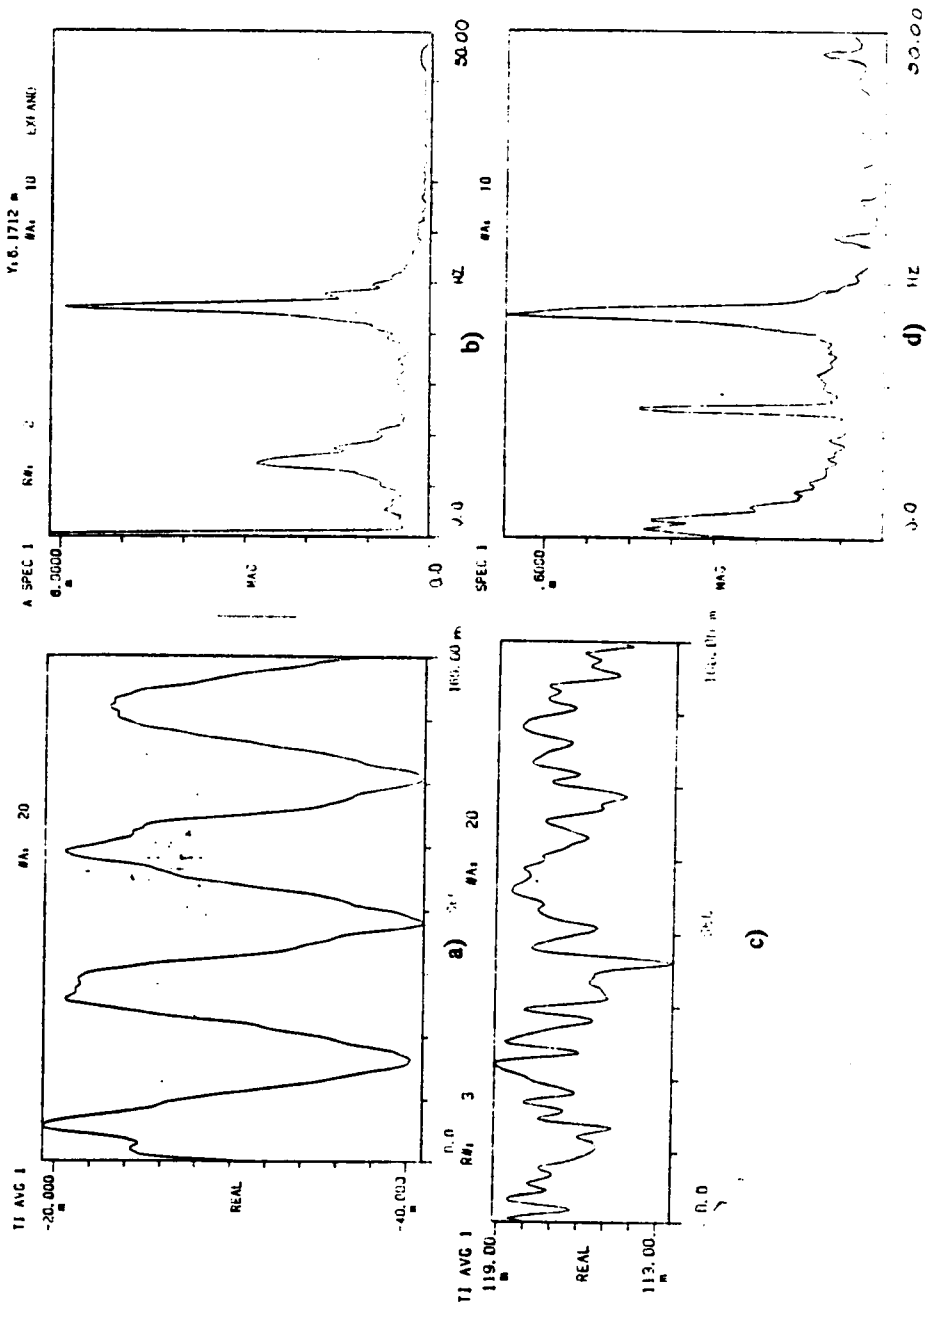 TI AVG 1
#A: 20
-20.000
m
REAL
-40.000
m
0.0
a)
Y: 6.1712 m
A SPEC 1
R#: 2
#A: 10
EXPAND
6.0000
m
MAG
0.0
0.0
HZ
50.00
b)
TI AVG 1
R#: 3
#A: 20
119.00
m
REAL
113.00
m
0.0
SEC
c)
SPEC 1
#A: 10
.6000
m
MAG
0.0
HZ
50.00
d)